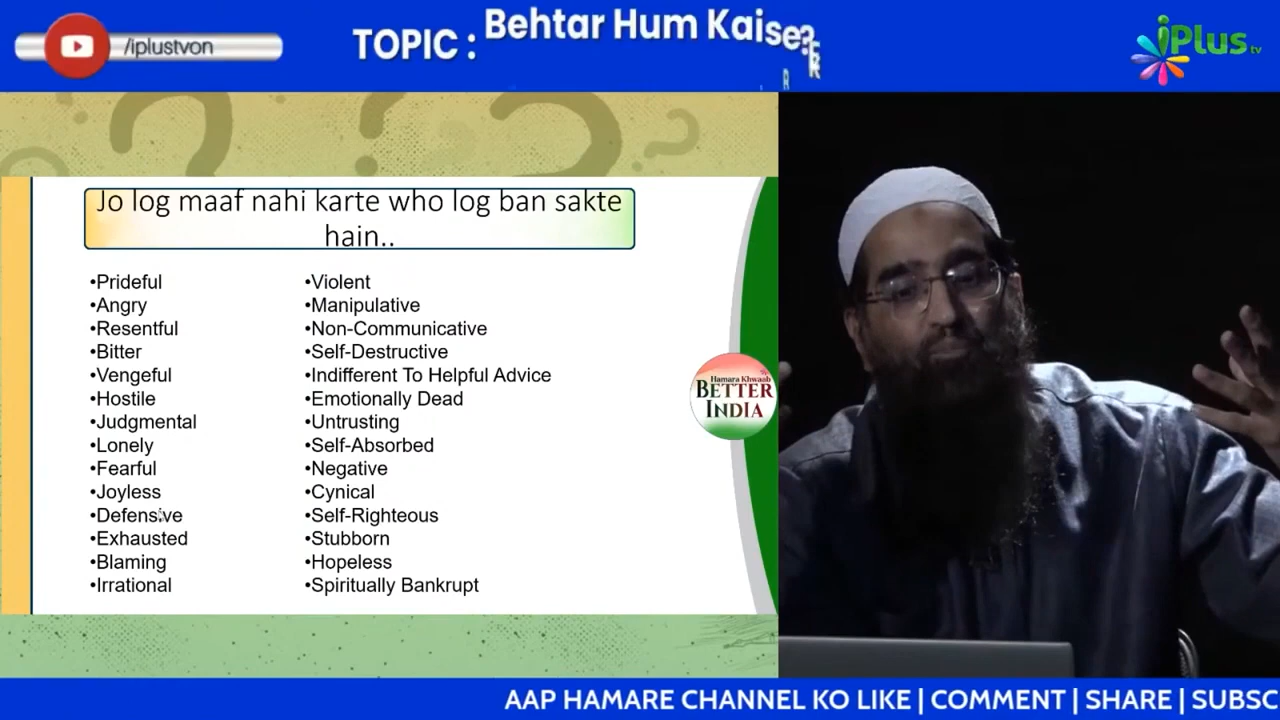 /iplustvon
TOPIC :
Behtar Hum Kaise?
iPlus tv
Jo log maaf nahi karte who log ban sakte
hain..
•Prideful
•Angry
•Resentful
•Bitter
•Vengeful
•Hostile
•Judgmental
•Lonely
•Fearful
•Joyless
•Defensive
•Exhausted
•Blaming
•Irrational
•Violent
•Manipulative
•Non-Communicative
•Self-Destructive
•Indifferent To Helpful Advice
•Emotionally Dead
•Untrusting
•Self-Absorbed
•Negative
•Cynical
•Self-Righteous
•Stubborn
•Hopeless
•Spiritually Bankrupt
Hamara Khwaab
BETTER
INDIA
AAP HAMARE CHANNEL KO LIKE | COMMENT | SHARE | SUBSC